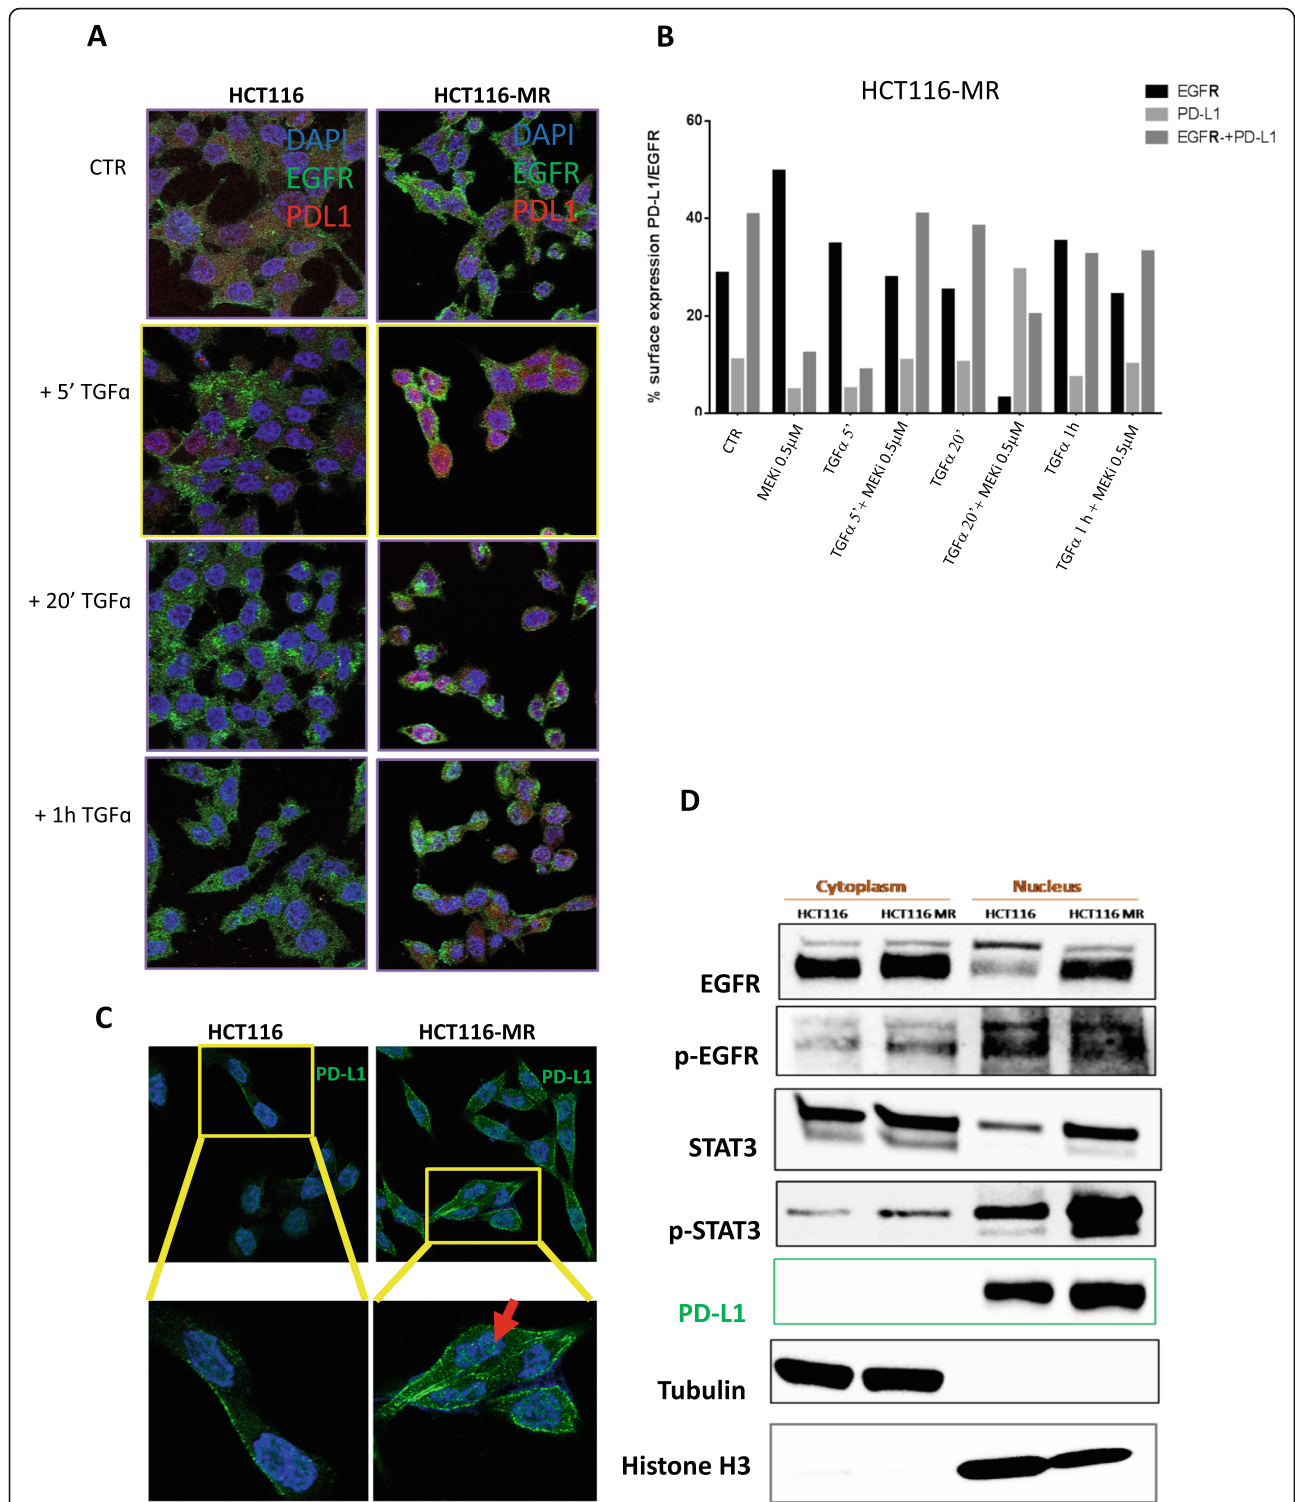 A
HCT116
HCT116-MR
CTR
DAPI
EGFR
PDL1
DAPI
EGFR
PDL1
+ 5’ TGFα
+ 20’ TGFα
+ 1h TGFα
B
HCT116-MR
EGFR
PD-L1
EGFR-+PD-L1
% surface expression PD-L1/EGFR
60
40
20
0
CTR
MEKi 0.5µM
TGFα 5’
TGFα 5’+ MEKi 0.5µM
TGFα 20’
TGFα 20’+ MEKi 0.5µM
TGFα 1h
TGFα 1 h + MEKi 0.5µM
C
HCT116
HCT116-MR
PD-L1
PD-L1
D
Cytoplasm
Nucleus
HCT116
HCT116 MR
HCT116
HCT116 MR
EGFR
p-EGFR
STAT3
p-STAT3
PD-L1
Tubulin
Histone H3